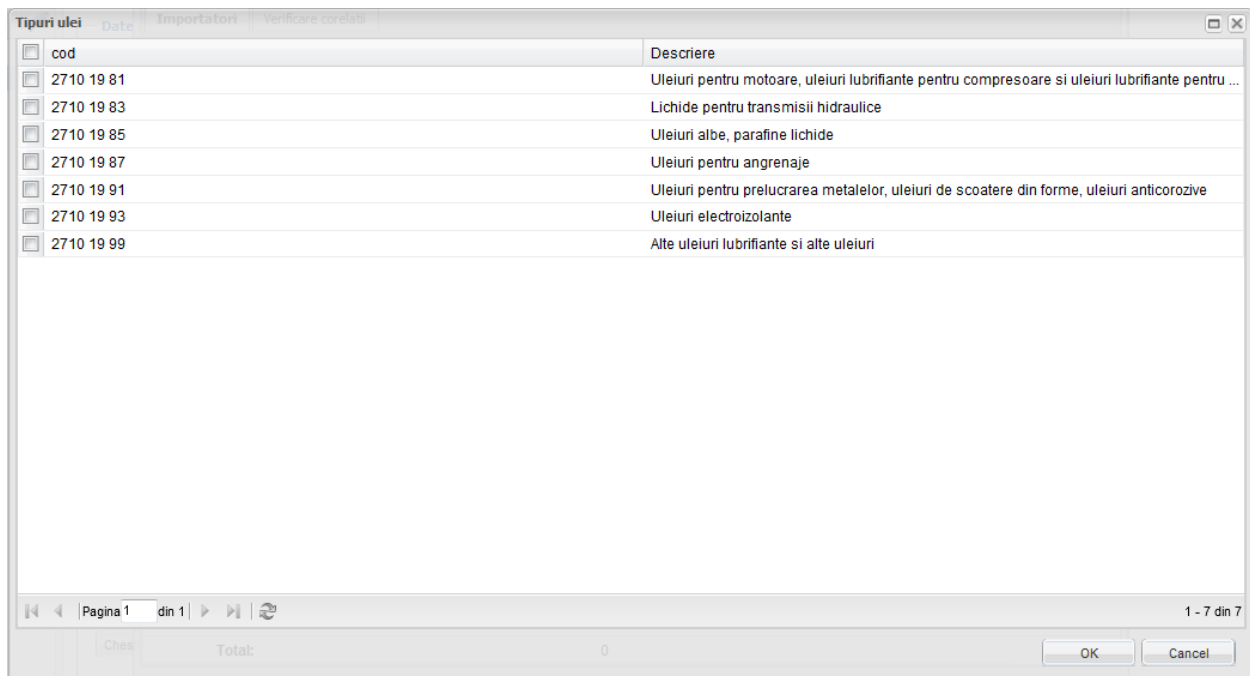 Tipuri ulei Date Importatori Verificare corelatii
cod Descriere
2710 19 81 Uleiuri pentru motoare, uleiuri lubrifiante pentru compresoare si uleiuri lubrifiante pentru ...
2710 19 83 Lichide pentru transmisii hidraulice
2710 19 85 Uleiuri albe, parafine lichide
2710 19 87 Uleiuri pentru angrenaje
2710 19 91 Uleiuri pentru prelucrarea metalelor, uleiuri de scoatere din forme, uleiuri anticorozive
2710 19 93 Uleiuri electroizolante
2710 19 99 Alte uleiuri lubrifiante si alte uleiuri
Pagina 1 din 1 1 - 7 din 7
Ches Total: 0 OK Cancel